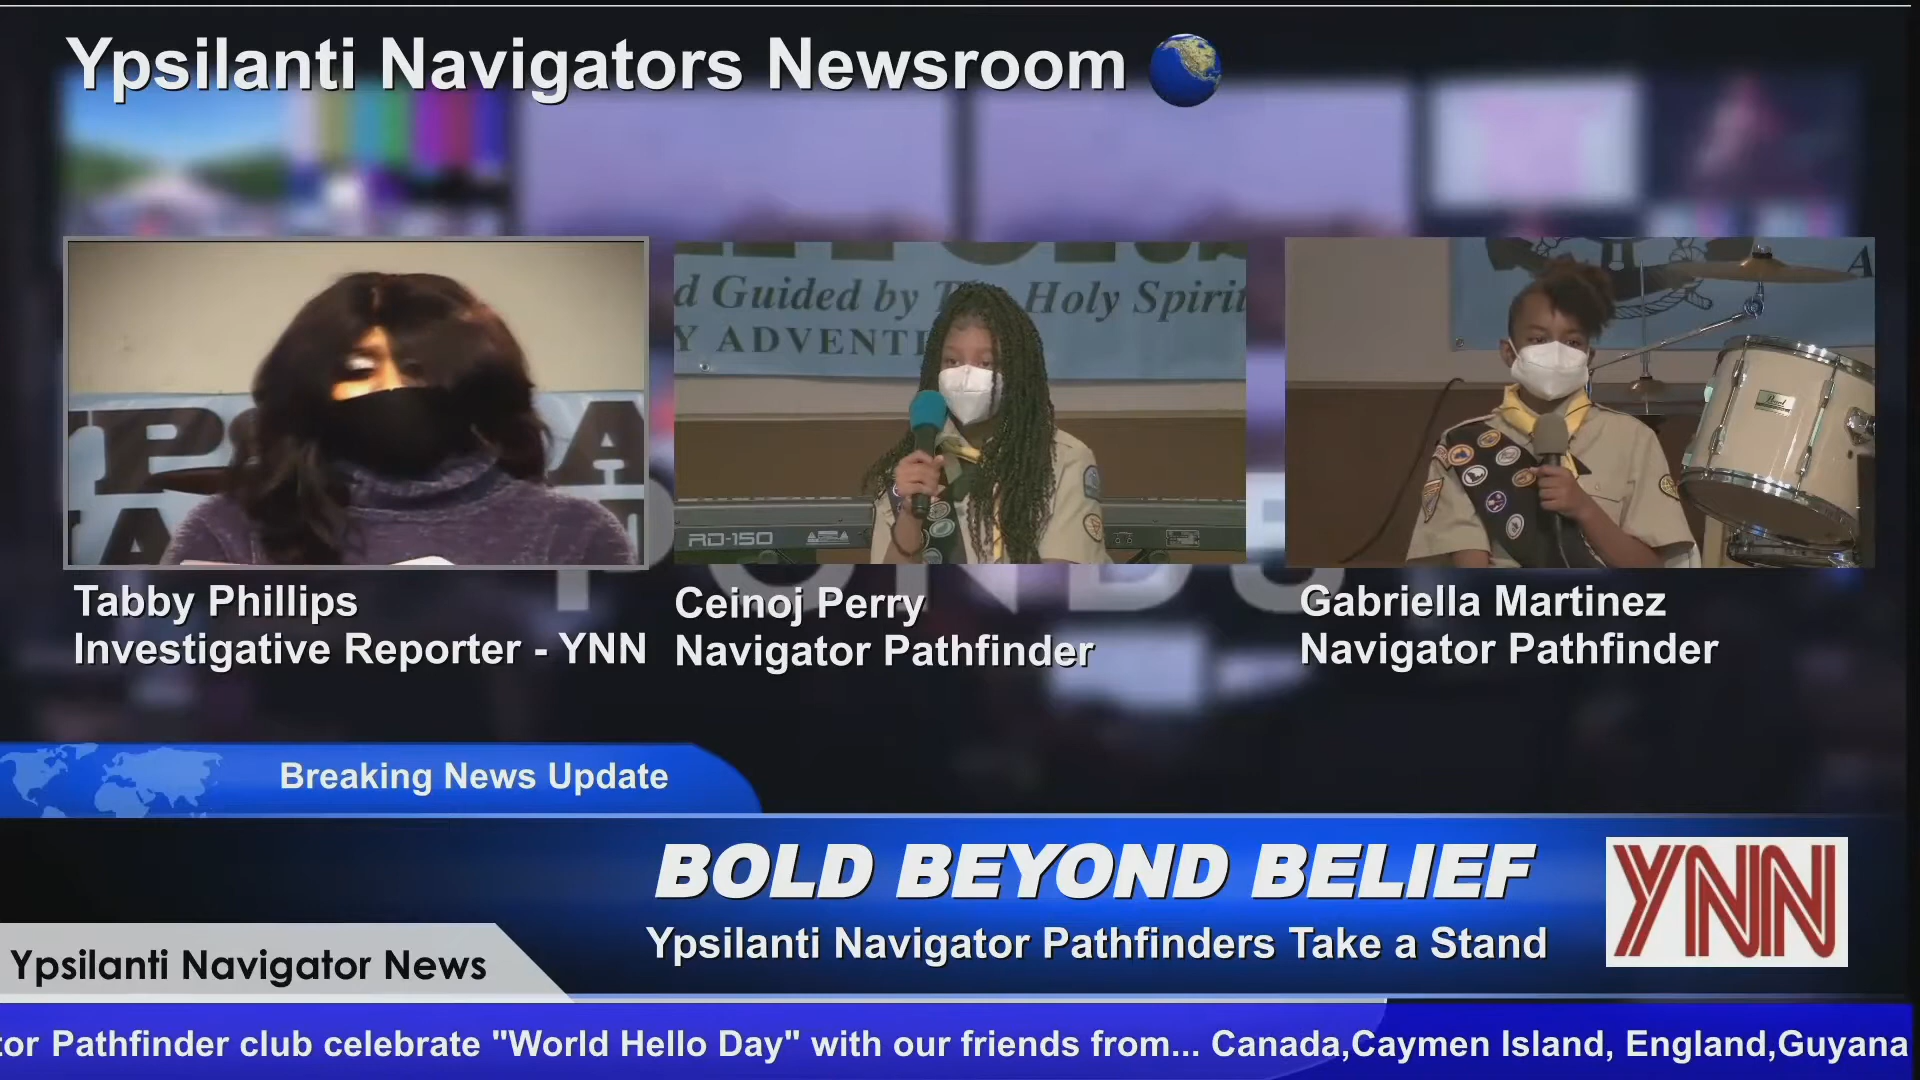 Ypsilanti Navigators Newsroom
d Guided by The Holy Spirit
Y ADVENT
A
RD-150
Pearl
Tabby Phillips
Investigative Reporter - YNN
Ceinoj Perry
Navigator Pathfinder
Gabriella Martinez
Navigator Pathfinder
Breaking News Update
BOLD BEYOND BELIEF
Ypsilanti Navigator Pathfinders Take a Stand
YNN
Ypsilanti Navigator News
tor Pathfinder club celebrate "World Hello Day" with our friends from... Canada,Caymen Island, England,Guyana